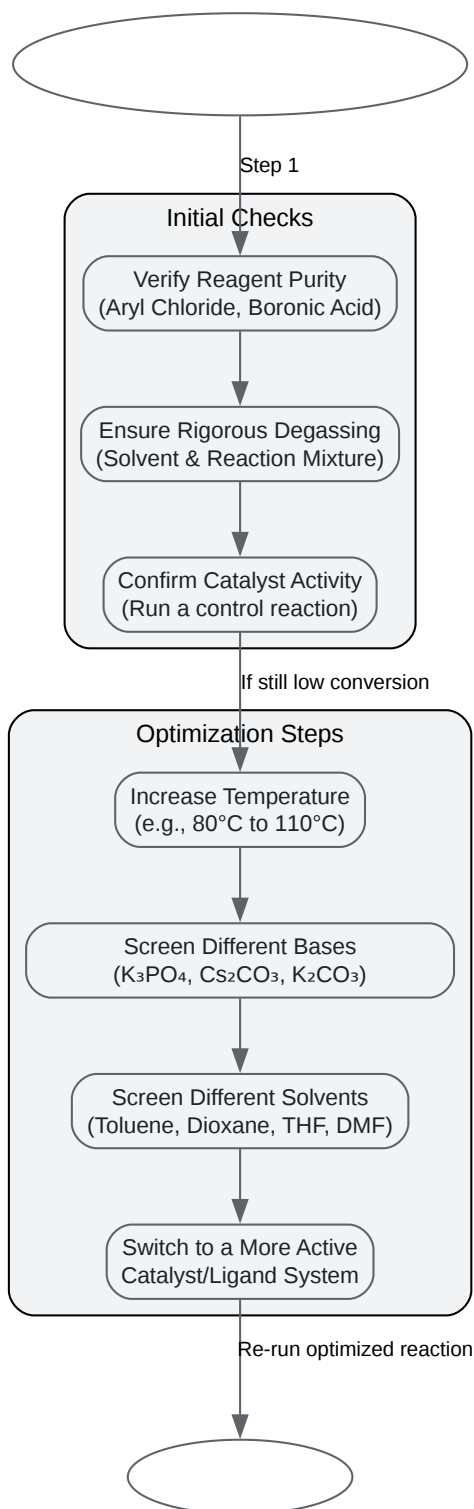 Step 1
Initial Checks
Verify Reagent Purity
(Aryl Chloride, Boronic Acid)
Ensure Rigorous Degassing
(Solvent & Reaction Mixture)
Confirm Catalyst Activity
(Run a control reaction)
If still low conversion
Optimization Steps
Increase Temperature
(e.g., 80°C to 110°C)
Screen Different Bases
(K₃PO₄, Cs₂CO₃, K₂CO₃)
Screen Different Solvents
(Toluene, Dioxane, THF, DMF)
Switch to a More Active
Catalyst/Ligand System
Re-run optimized reaction